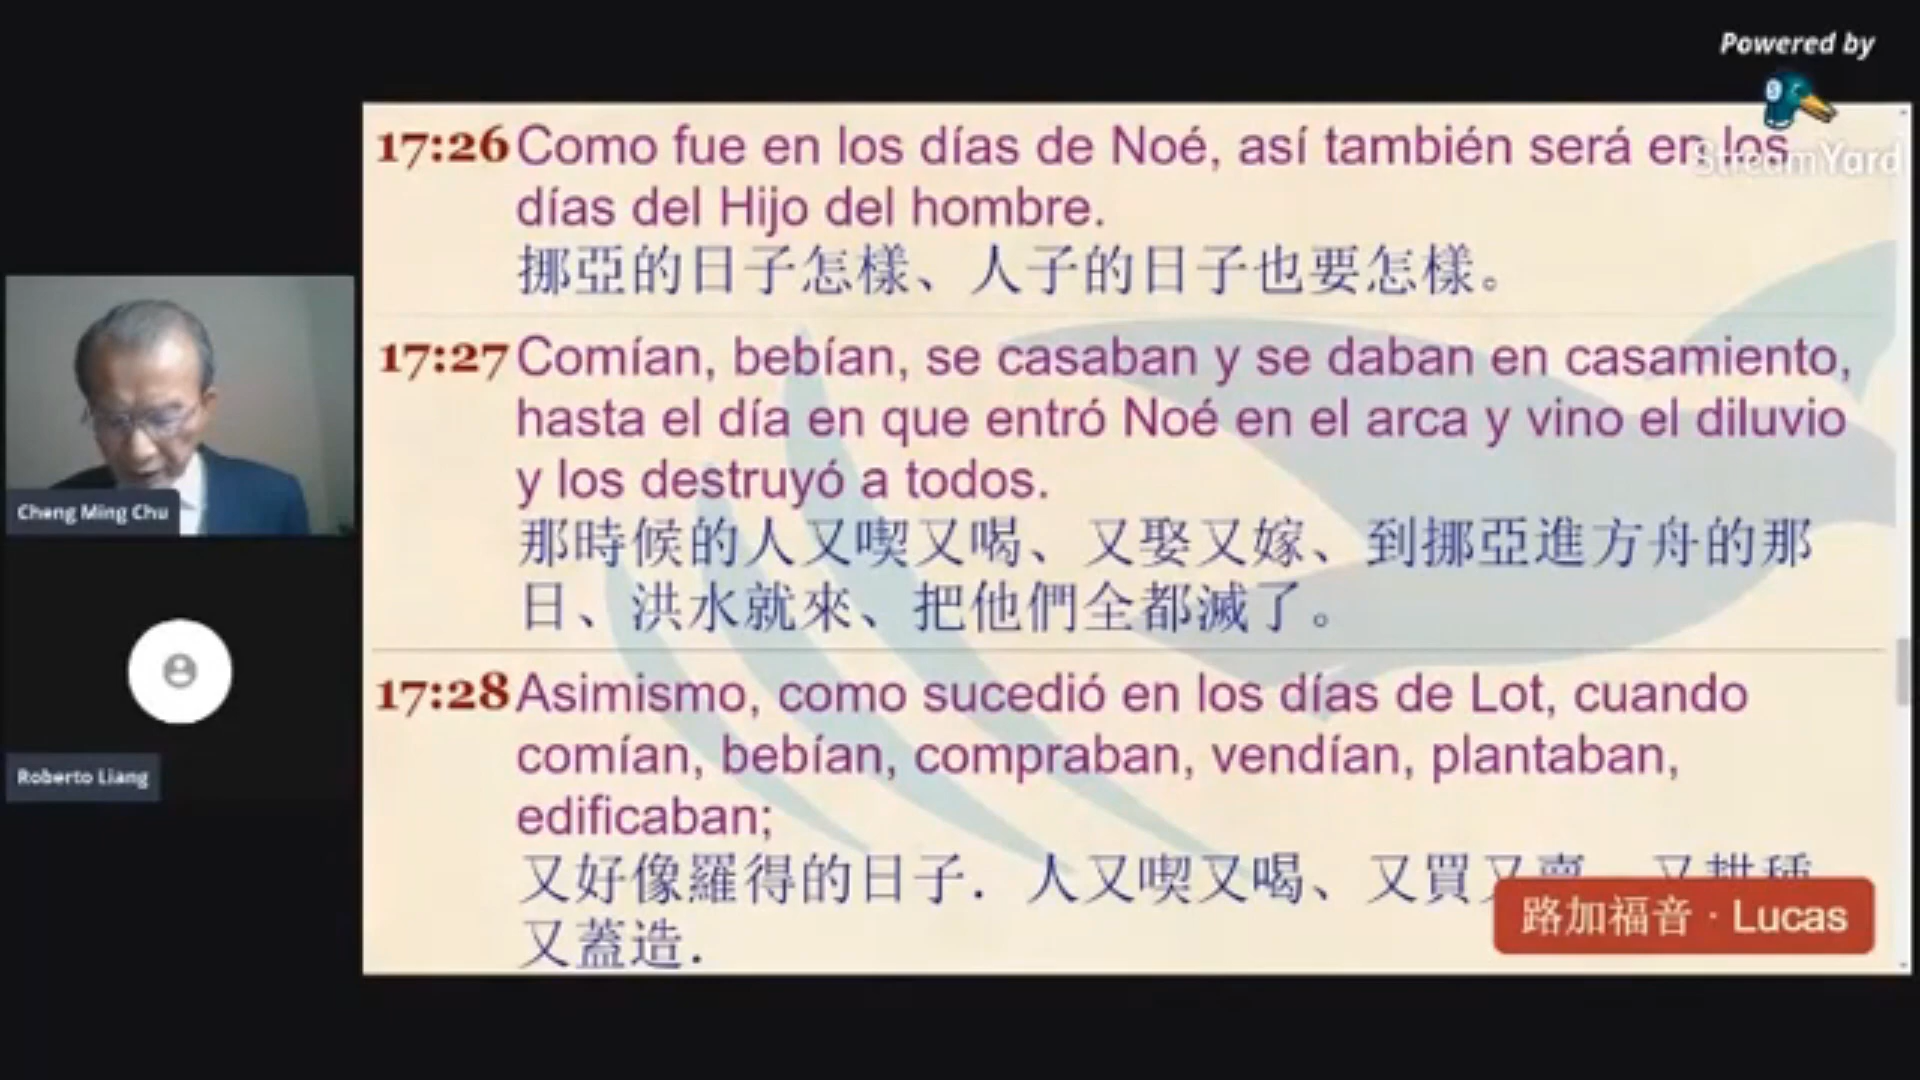 Powered by
StreamYard
17:26 Como fue en los días de Noé, así también será en los
días del Hijo del hombre.
挪亞的日子怎樣、人子的日子也要怎樣。
17:27 Comían, bebían, se casaban y se daban en casamiento,
hasta el día en que entró Noé en el arca y vino el diluvio
y los destruyó a todos.
那時候的人又喫又喝、又娶又嫁、到挪亞進方舟的那
日、洪水就來、把他們全都滅了。
17:28 Asimismo, como sucedió en los días de Lot, cuando
comían, bebían, compraban, vendían, plantaban,
edificaban;
又好像羅得的日子．人又喫又喝、又買又賣、又耕種、
又蓋造．
路加福音 · Lucas
Cheng Ming Chu
Roberto Liang